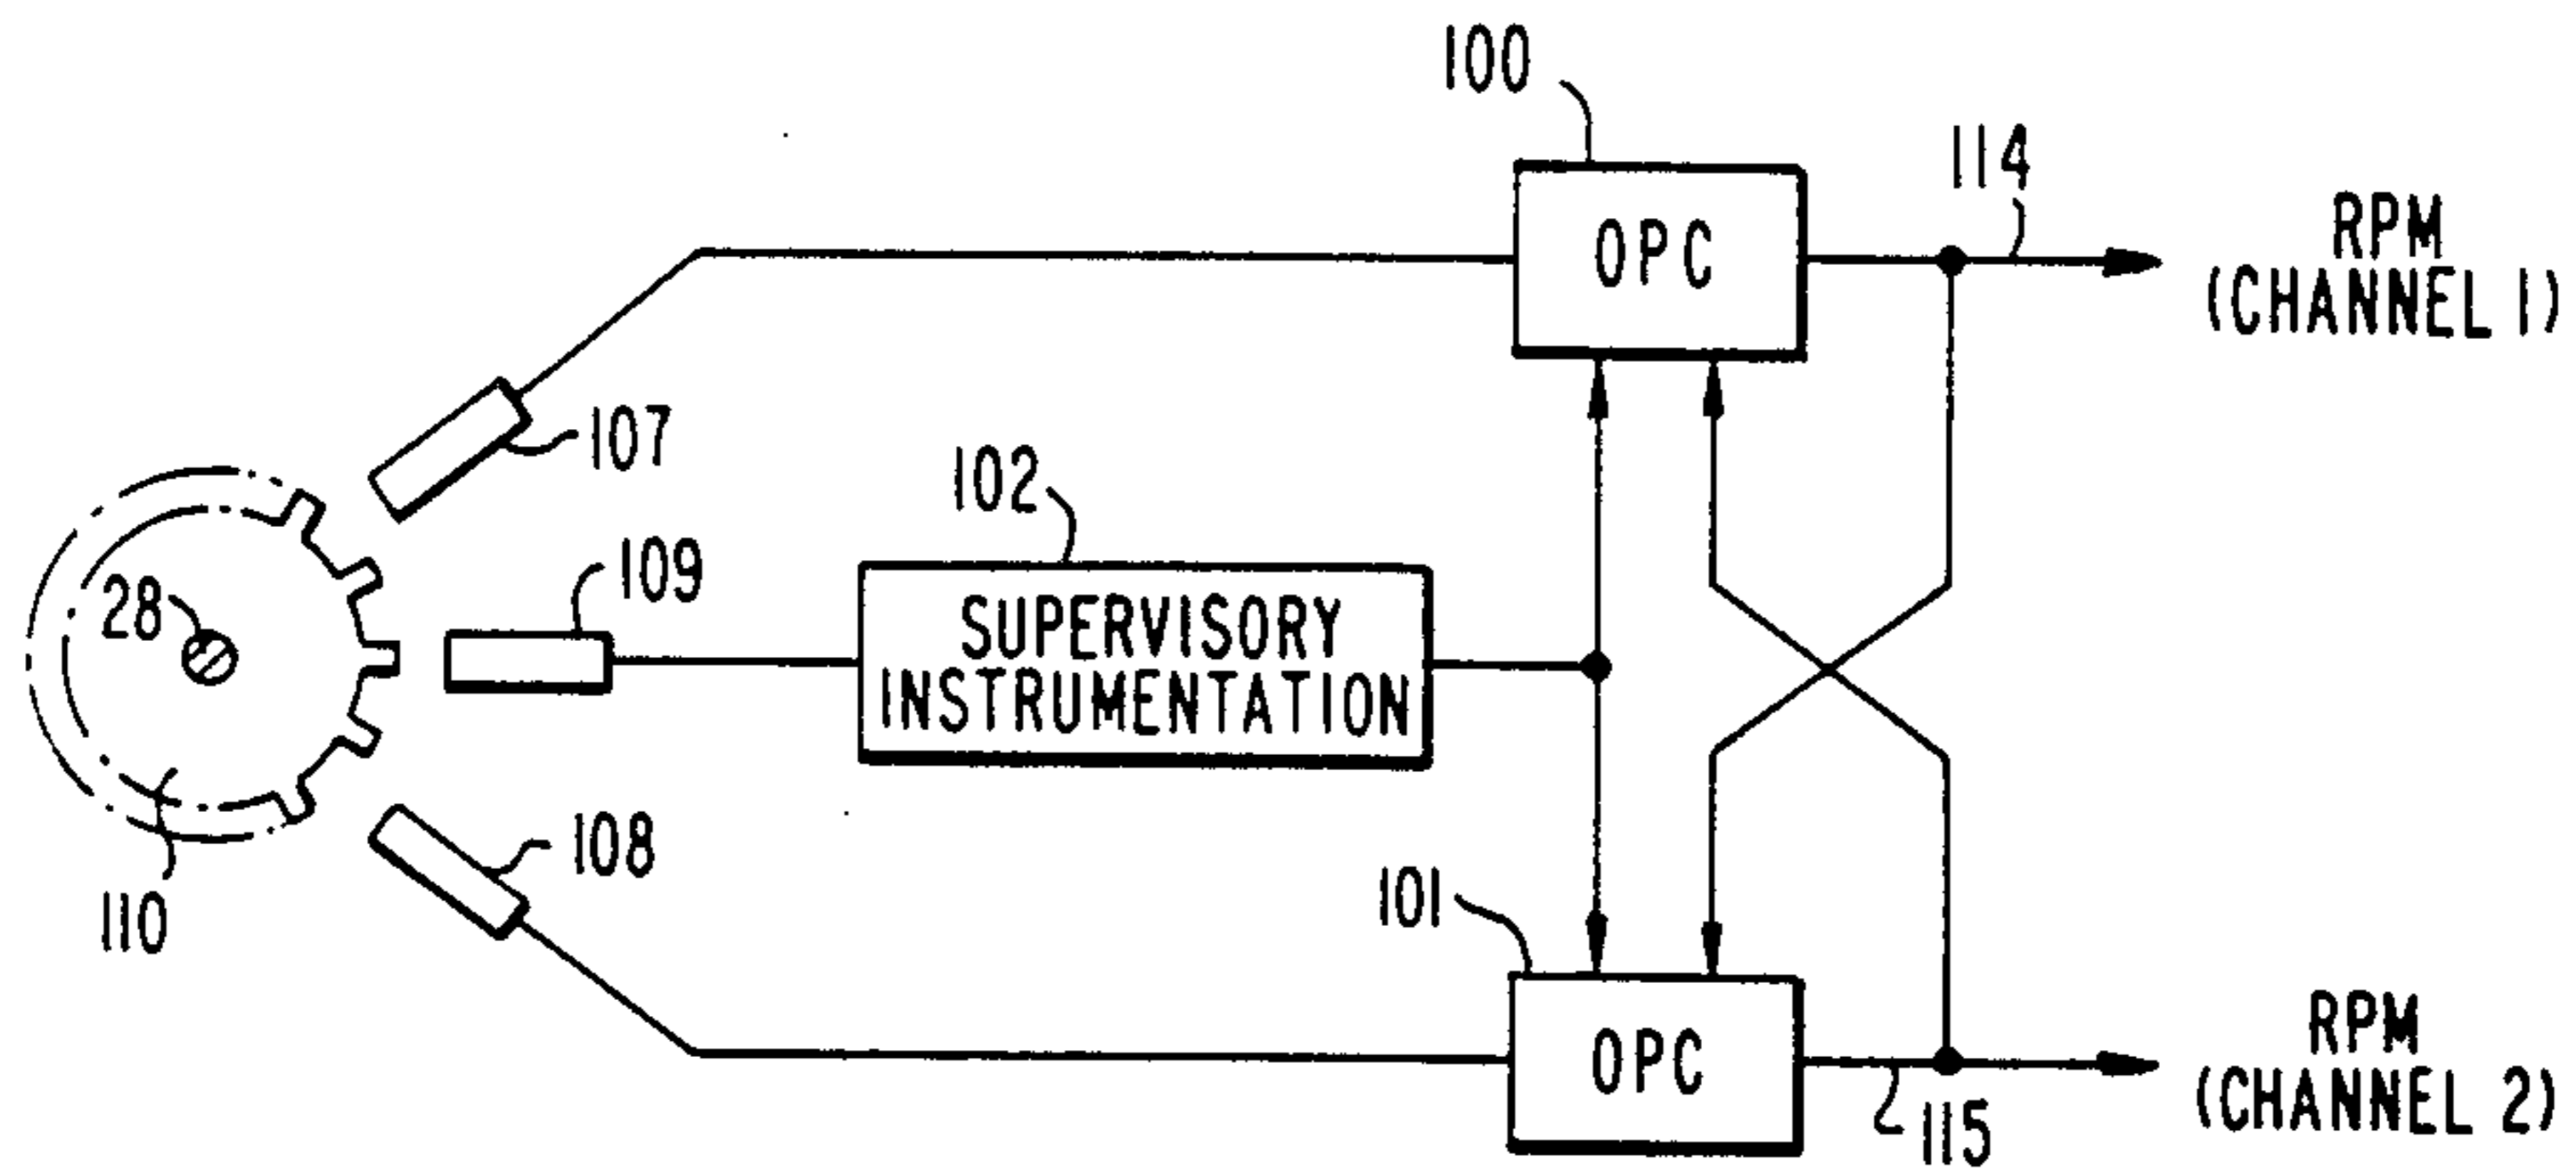 100
114
OPC
RPM
(CHANNEL 1)
107
102
109
28
SUPERVISORY
INSTRUMENTATION
108
110
101
OPC
RPM
(CHANNEL 2)
115